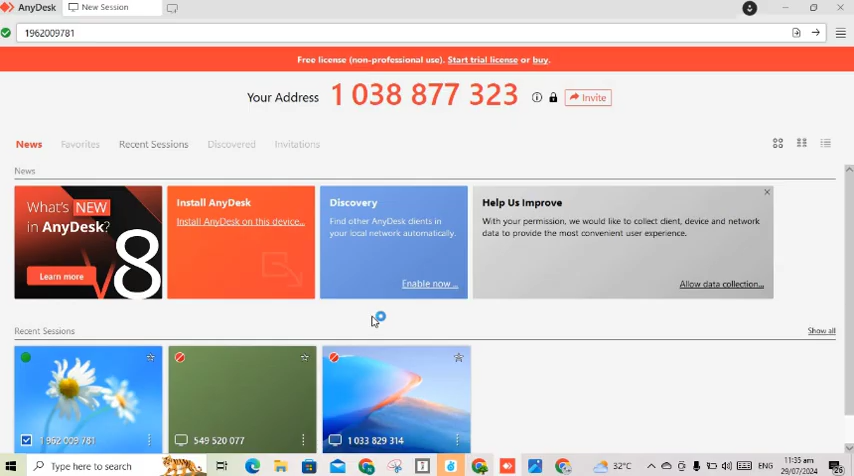 AnyDesk New Session
1962009781
Free license (non-professional use). Start trial license or buy.
Your Address 1 038 877 323 Invite
News Favorites Recent Sessions Discovered Invitations
News
What's NEW
in AnyDesk?
8
Learn more
Install AnyDesk
Install AnyDesk on this device...
Discovery
Find other AnyDesk clients in
your local network automatically.
Enable now ...
Help Us Improve
With your permission, we would like to collect client, device and network
data to provide the most convenient user experience.
Allow data collection...
Recent Sessions Show all
1 962 009 781 549 520 077 1 033 829 314
Type here to search 32°C ENG 11:35 am
29/07/2024 26